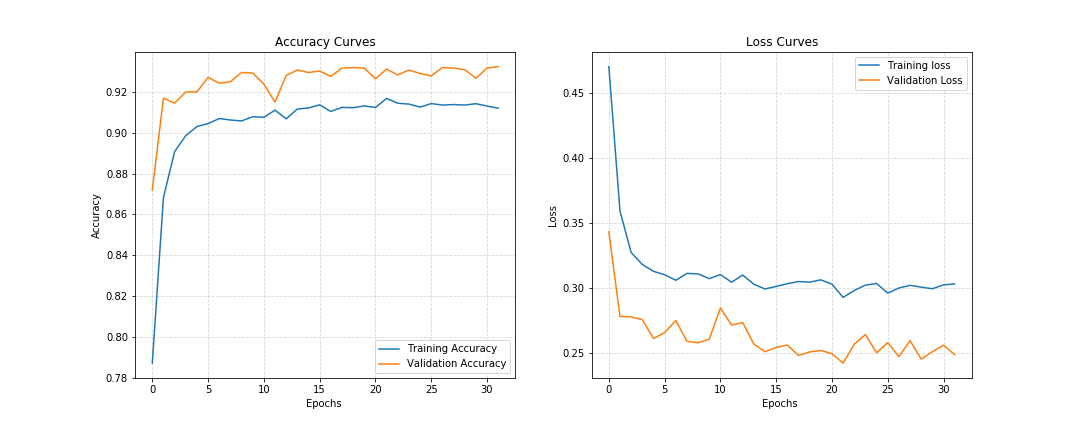 Accuracy Curves
0.92
0.90
0.88
0.86
0.84
0.82
0.80
0.78
Accuracy
0 5 10 15 20 25 30
Epochs
Training Accuracy
Validation Accuracy
Loss Curves
0.45
0.40
0.35
0.30
0.25
Loss
0 5 10 15 20 25 30
Epochs
Training loss
Validation Loss